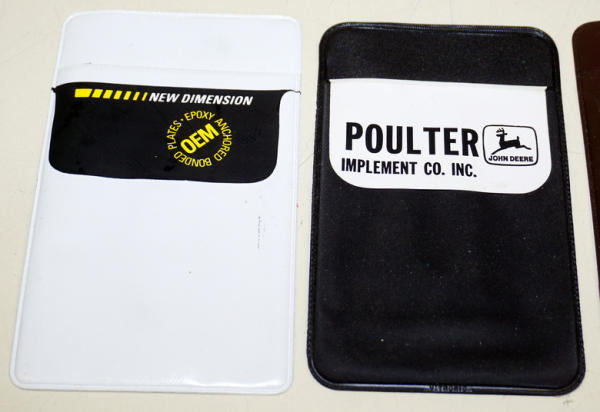 NEW DIMENSION
PLATES • EPOXY ANCHORED BONDED
OEM
POULTER
IMPLEMENT CO. INC.
JOHN DEERE